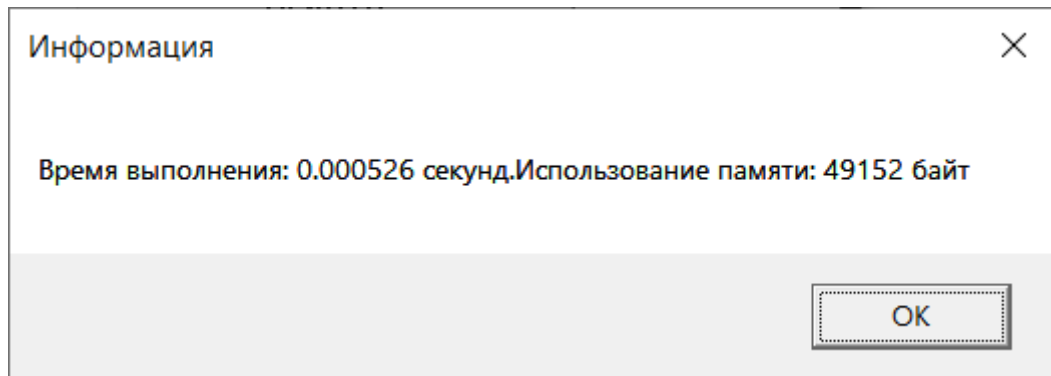 Информация
Время выполнения: 0.000526 секунд.Использование памяти: 49152 байт
OK